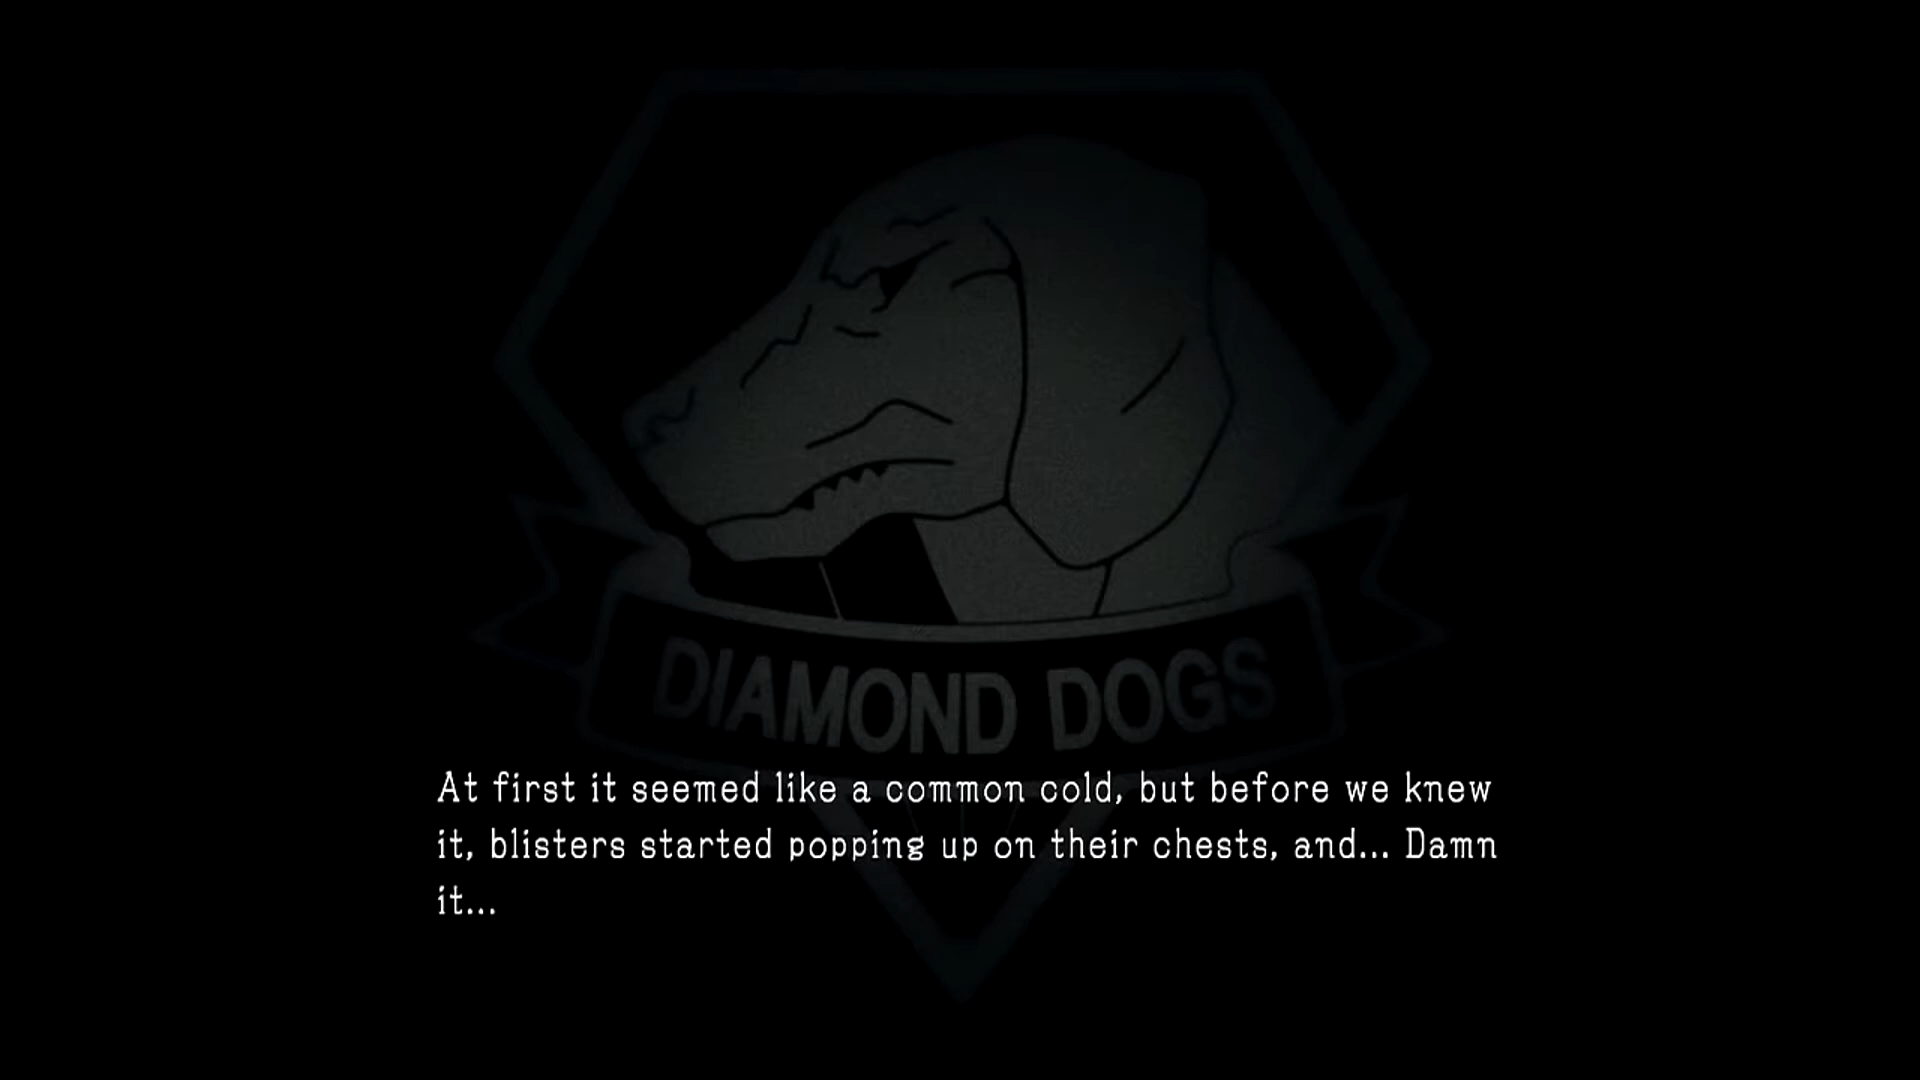 DIAMOND DOGS
At first it seemed like a common cold, but before we knew
it, blisters started popping up on their chests, and... Damn
it...